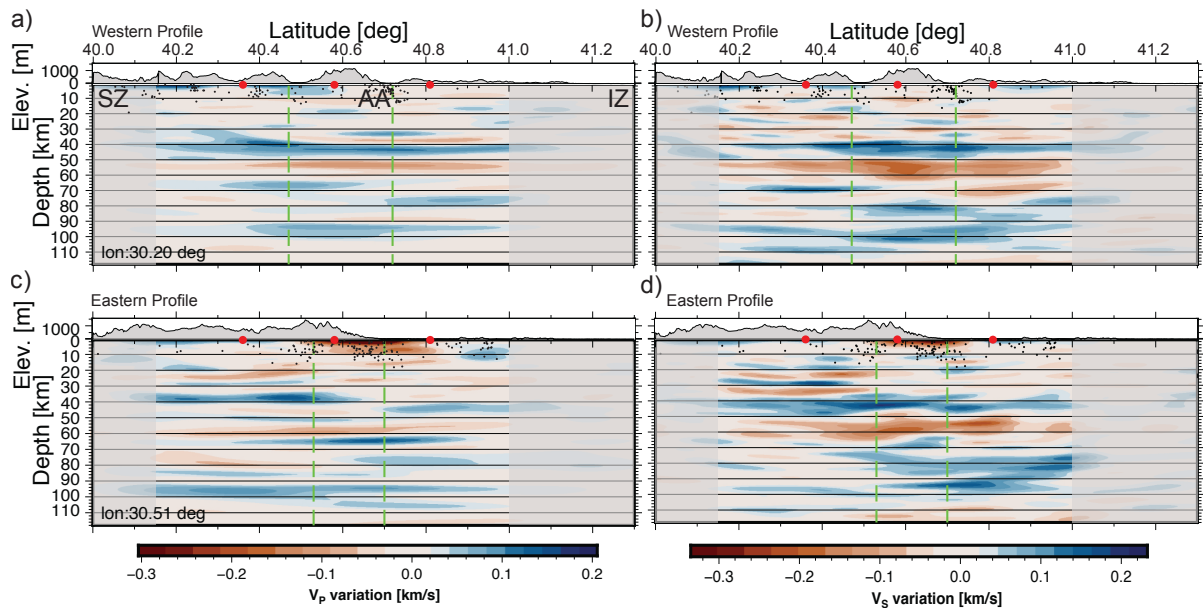 a)
Western Profile
Latitude [deg]
40.0 40.2 40.4 40.6 40.8 41.0 41.2
Elev. [m]
1000
0
SZ AA IZ
Depth [km]
0
10
20
30
40
50
60
70
80
90
100
110
lon:30.20 deg
b)
Western Profile
Latitude [deg]
40.0 40.2 40.4 40.6 40.8 41.0 41.2
c)
Eastern Profile
Elev. [m]
1000
0
Depth [km]
10
20
30
40
50
60
70
80
90
100
110
lon:30.51 deg
d)
Eastern Profile
−0.3 −0.2 −0.1 0.0 0.1 0.2
VP variation [km/s]
−0.3 −0.2 −0.1 0.0 0.1 0.2
VS variation [km/s]